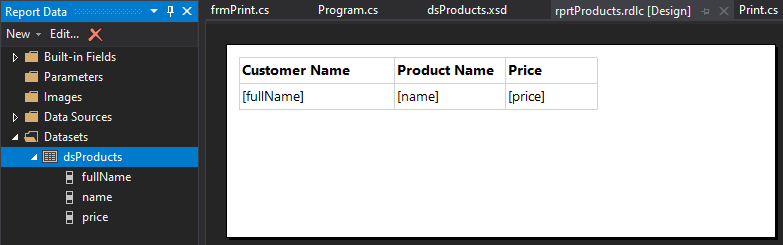 Report Data
New Edit...
Built-in Fields
Parameters
Images
Data Sources
Datasets
dsProducts
fullName
name
price
frmPrint.cs Program.cs dsProducts.xsd rprtProducts.rdlc [Design] Print.cs
Customer Name Product Name Price
[fullName] [name] [price]